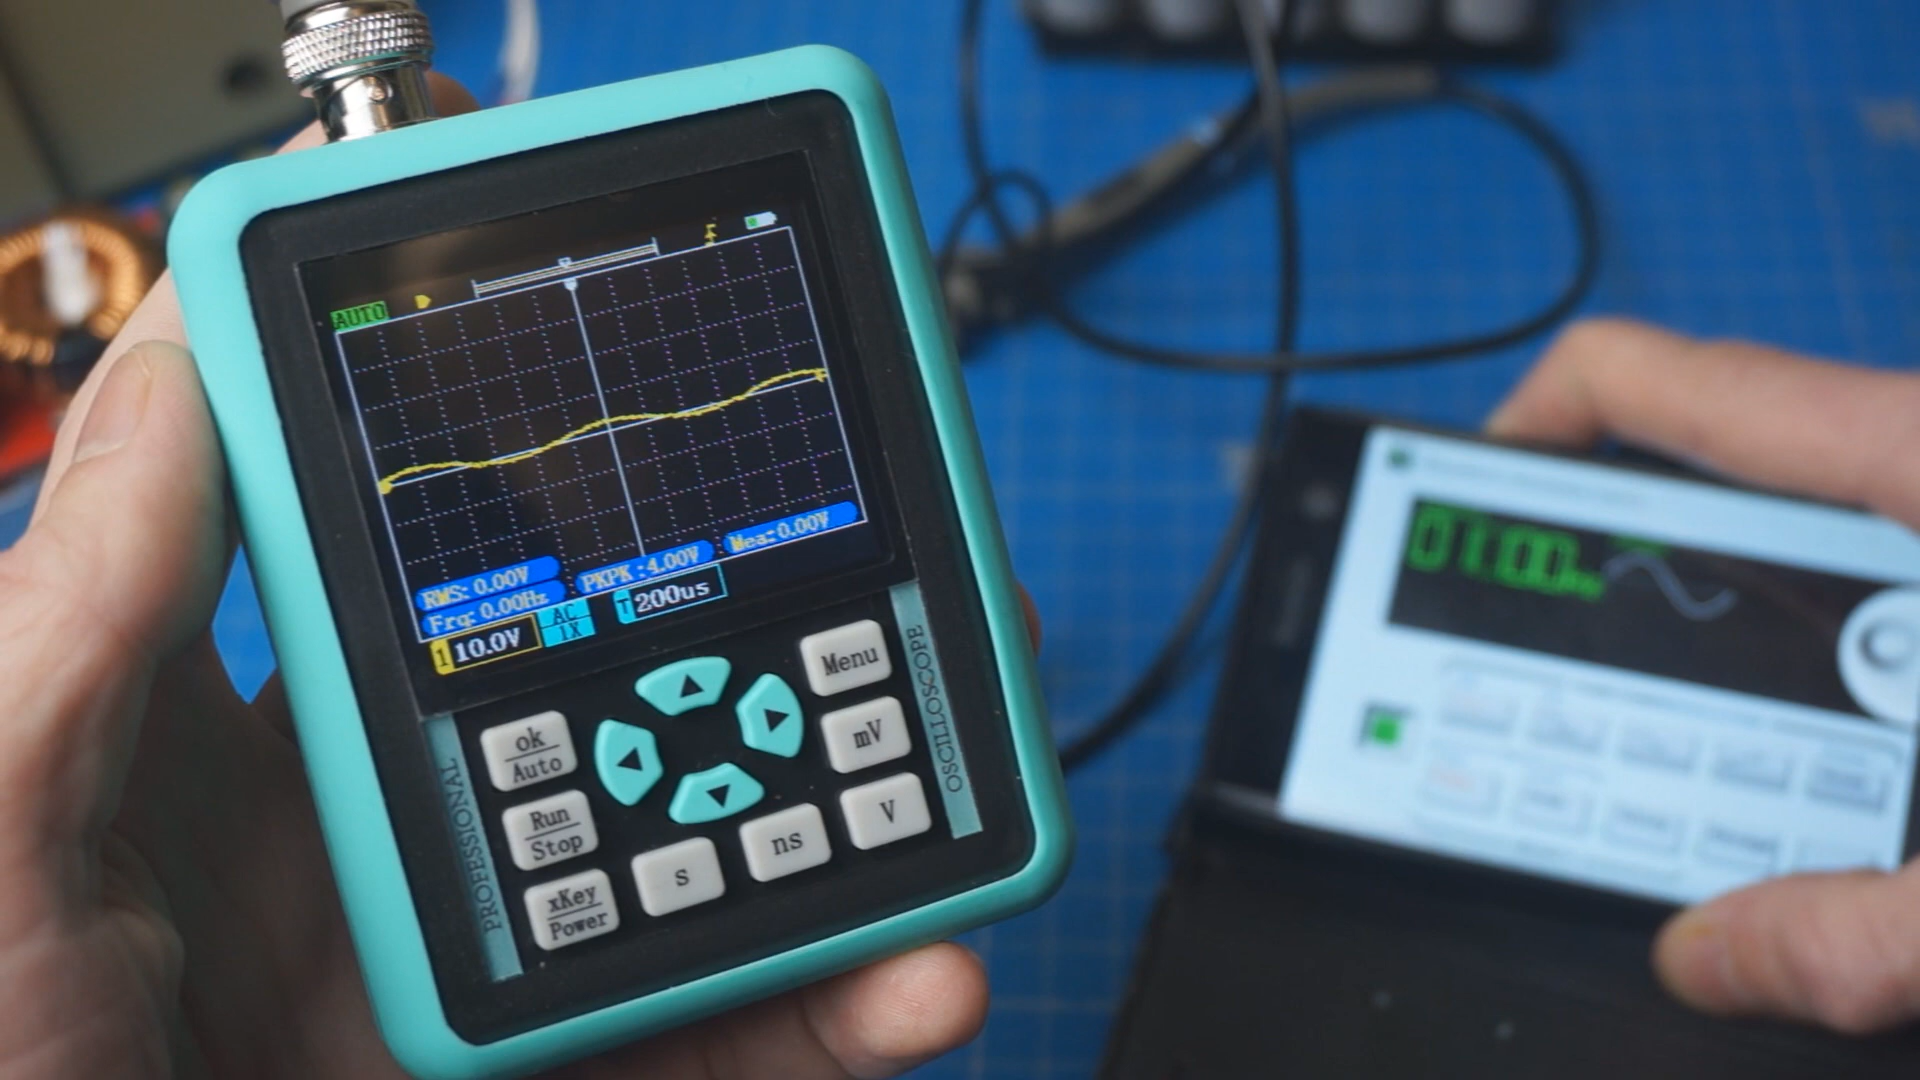 AUTO
RMS: 0.00V
PKPK :4.00V
Mea: 0.00V
Frq: 0.00Hz
1 10.0V
AC
1X
T 200us
Menu
mV
V
ok
Auto
Run
Stop
xKey
Power
s
ns
PROFESSIONAL
OSCILLOSCOPE